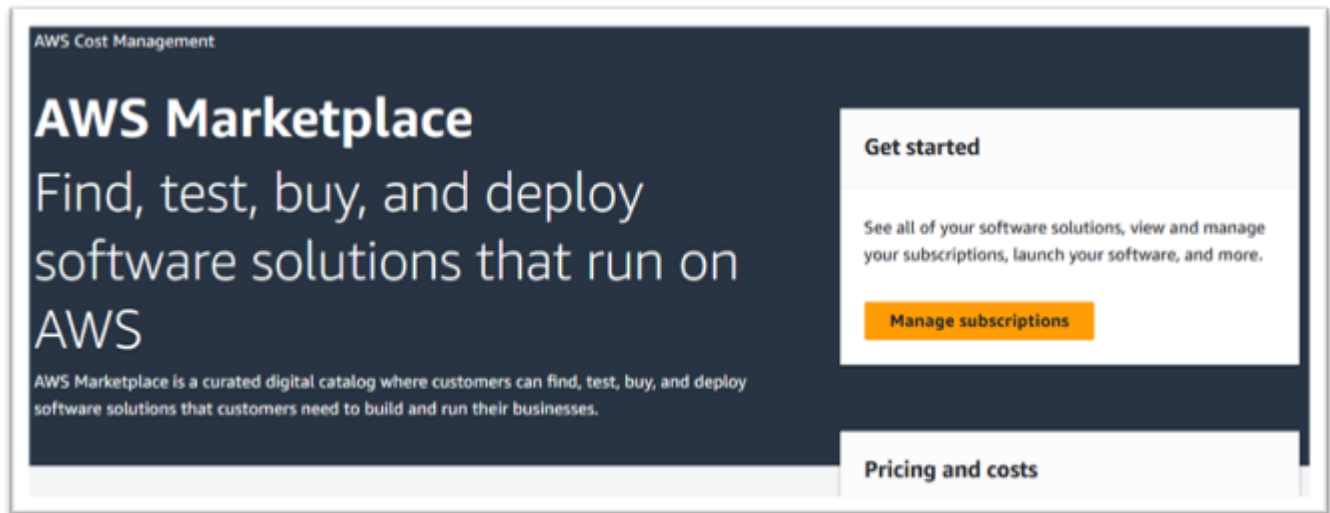 AWS Cost Management
AWS Marketplace
Find, test, buy, and deploy
software solutions that run on
AWS
AWS Marketplace is a curated digital catalog where customers can find, test, buy, and deploy
software solutions that customers need to build and run their businesses.
Get started
See all of your software solutions, view and manage
your subscriptions, launch your software, and more.
Manage subscriptions
Pricing and costs